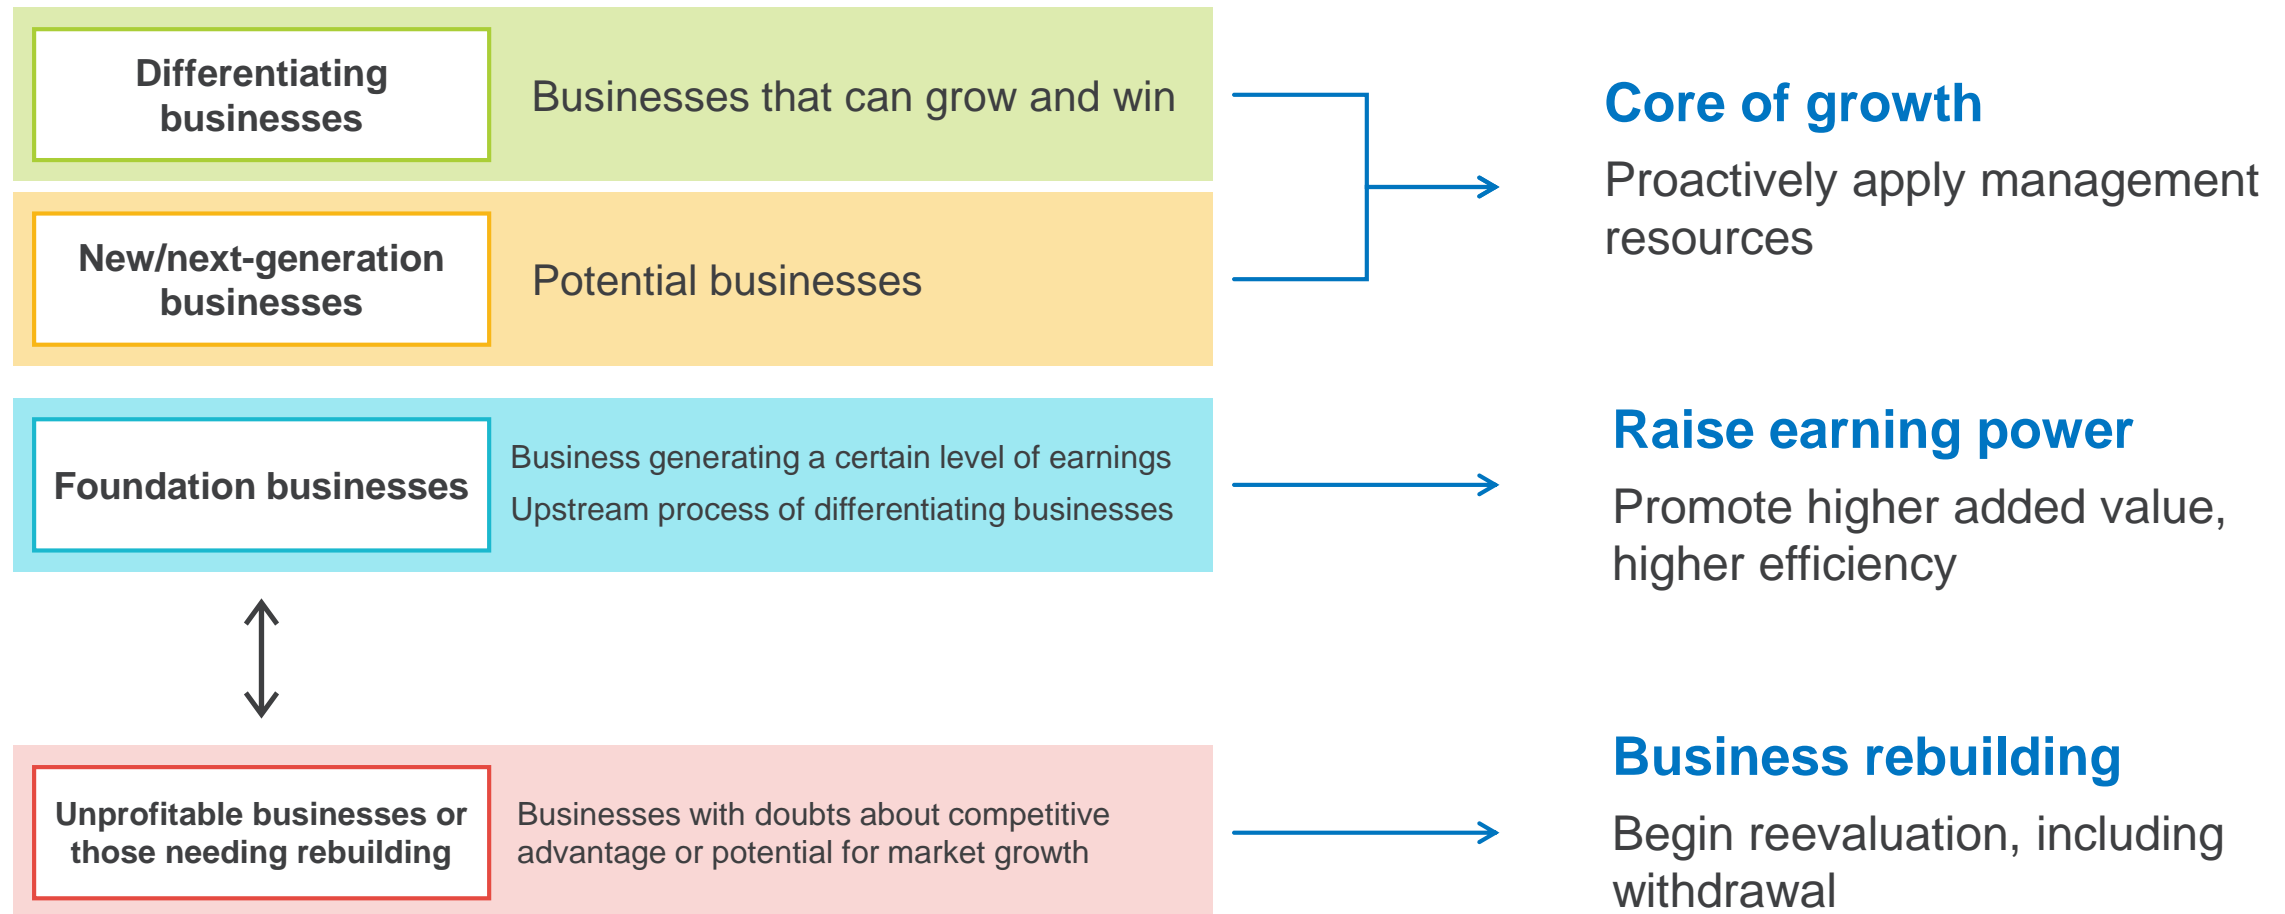 Differentiating
businesses
Businesses that can grow and win
Core of growth
Proactively apply management
resources
New/next-generation
businesses
Potential businesses
Foundation businesses
Business generating a certain level of earnings
Upstream process of differentiating businesses
Raise earning power
Promote higher added value,
higher efficiency
Unprofitable businesses or
those needing rebuilding
Businesses with doubts about competitive
advantage or potential for market growth
Business rebuilding
Begin reevaluation, including
withdrawal